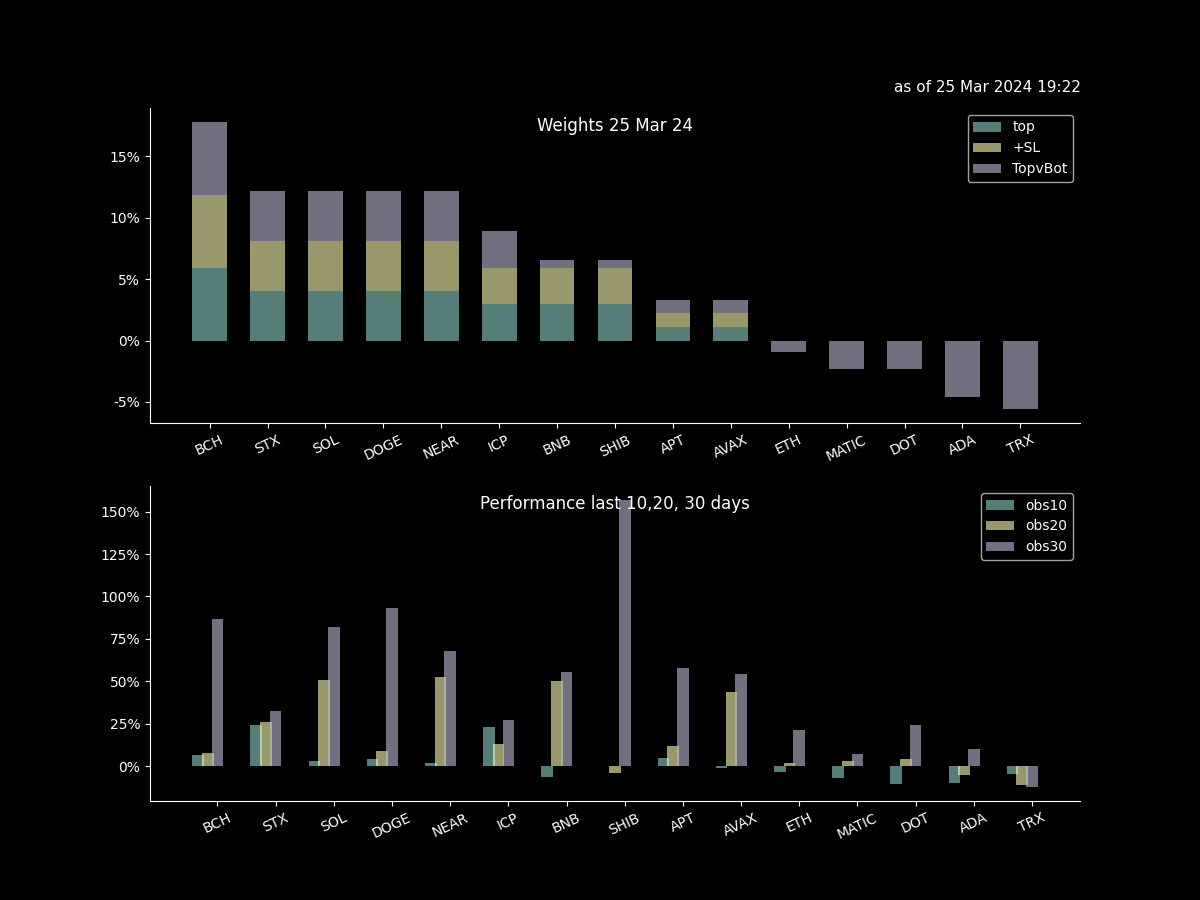 as of 25 Mar 2024 19:22
Weights 25 Mar 24
top
+SL
TopvBot
15%
10%
5%
0%
-5%
BCH STX SOL DOGE NEAR ICP BNB SHIB APT AVAX ETH MATIC DOT ADA TRX
Performance last 10,20, 30 days
obs10
obs20
obs30
150%
125%
100%
75%
50%
25%
0%
BCH STX SOL DOGE NEAR ICP BNB SHIB APT AVAX ETH MATIC DOT ADA TRX